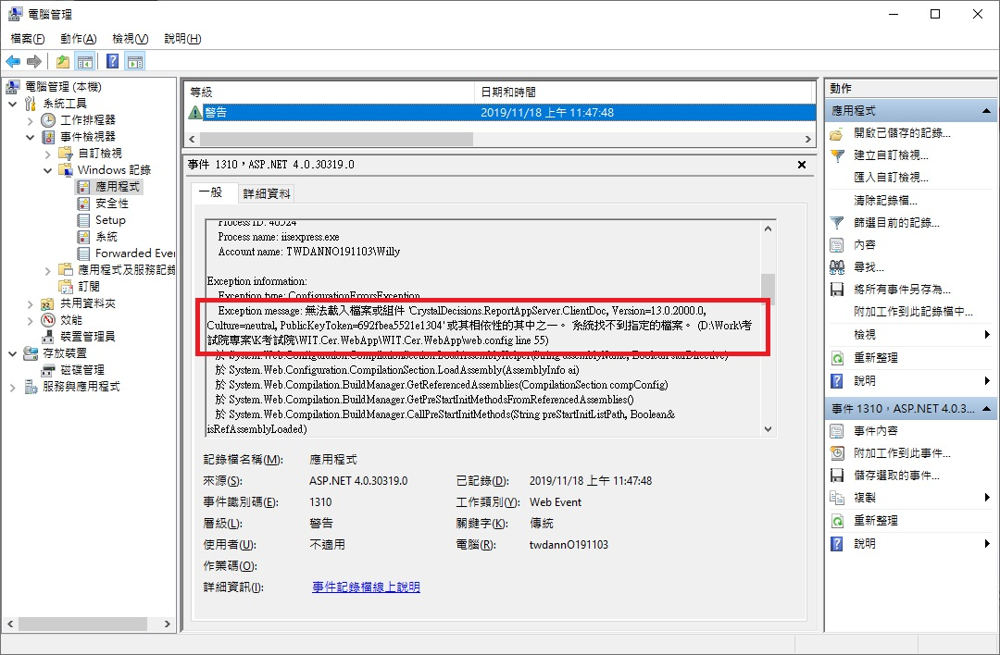 電腦管理
檔案(F) 動作(A) 檢視(V) 說明(H)
電腦管理 (本機)
系統工具
工作排程器
事件檢視器
自訂檢視
Windows 記錄
應用程式
安全性
Setup
系統
Forwarded Ever
應用程式及服務記錄
訂閱
共用資料夾
效能
裝置管理員
存放裝置
磁碟管理
服務與應用程式
等級 日期和時間
警告 2019/11/18 上午 11:47:48
事件 1310，ASP.NET 4.0.30319.0
一般 詳細資料
Process ID: 40524
Process name: iisexpress.exe
Account name: TWDANNO191103\Willy
Exception information:
Exception type: ConfigurationErrorsException
Exception message: 無法載入檔案或組件 'CrystalDecisions.ReportAppServer.ClientDoc, Version=13.0.2000.0,
Culture=neutral, PublicKeyToken=692fbea5521e1304' 或其相依性的其中之一。 系統找不到指定的檔案。 (D:\Work\考
試院專案\K考試院\WIT.Cer.WebApp\WIT.Cer.WebApp\web.config line 55)
於 System.Web.Configuration.CompilationSection.LoadAssemblyHelper(String assemblyName, Boolean starDirective)
於 System.Web.Configuration.CompilationSection.LoadAssembly(AssemblyInfo ai)
於 System.Web.Compilation.BuildManager.GetReferencedAssemblies(CompilationSection compConfig)
於 System.Web.Compilation.BuildManager.GetPreStartInitMethodsFromReferencedAssemblies()
於 System.Web.Compilation.BuildManager.CallPreStartInitMethods(String preStartInitListPath, Boolean&
isRefAssemblyLoaded)
記錄檔名稱(M): 應用程式
來源(S): ASP.NET 4.0.30319.0 已記錄(D): 2019/11/18 上午 11:47:48
事件識別碼(E): 1310 工作類別(Y): Web Event
層級(L): 警告 關鍵字(K): 傳統
使用者(U): 不適用 電腦(R): twdannO191103
作業碼(O):
詳細資訊(I): 事件記錄檔線上說明
動作
應用程式
開啟已儲存的記錄...
建立自訂檢視...
匯入自訂檢視...
清除記錄檔...
篩選目前的記錄...
內容
尋找...
將所有事件另存為...
附加工作到此記錄檔中...
檢視
重新整理
說明
事件 1310，ASP.NET 4.0.3...
事件內容
附加工作到此事件...
儲存選取的事件...
複製
重新整理
說明